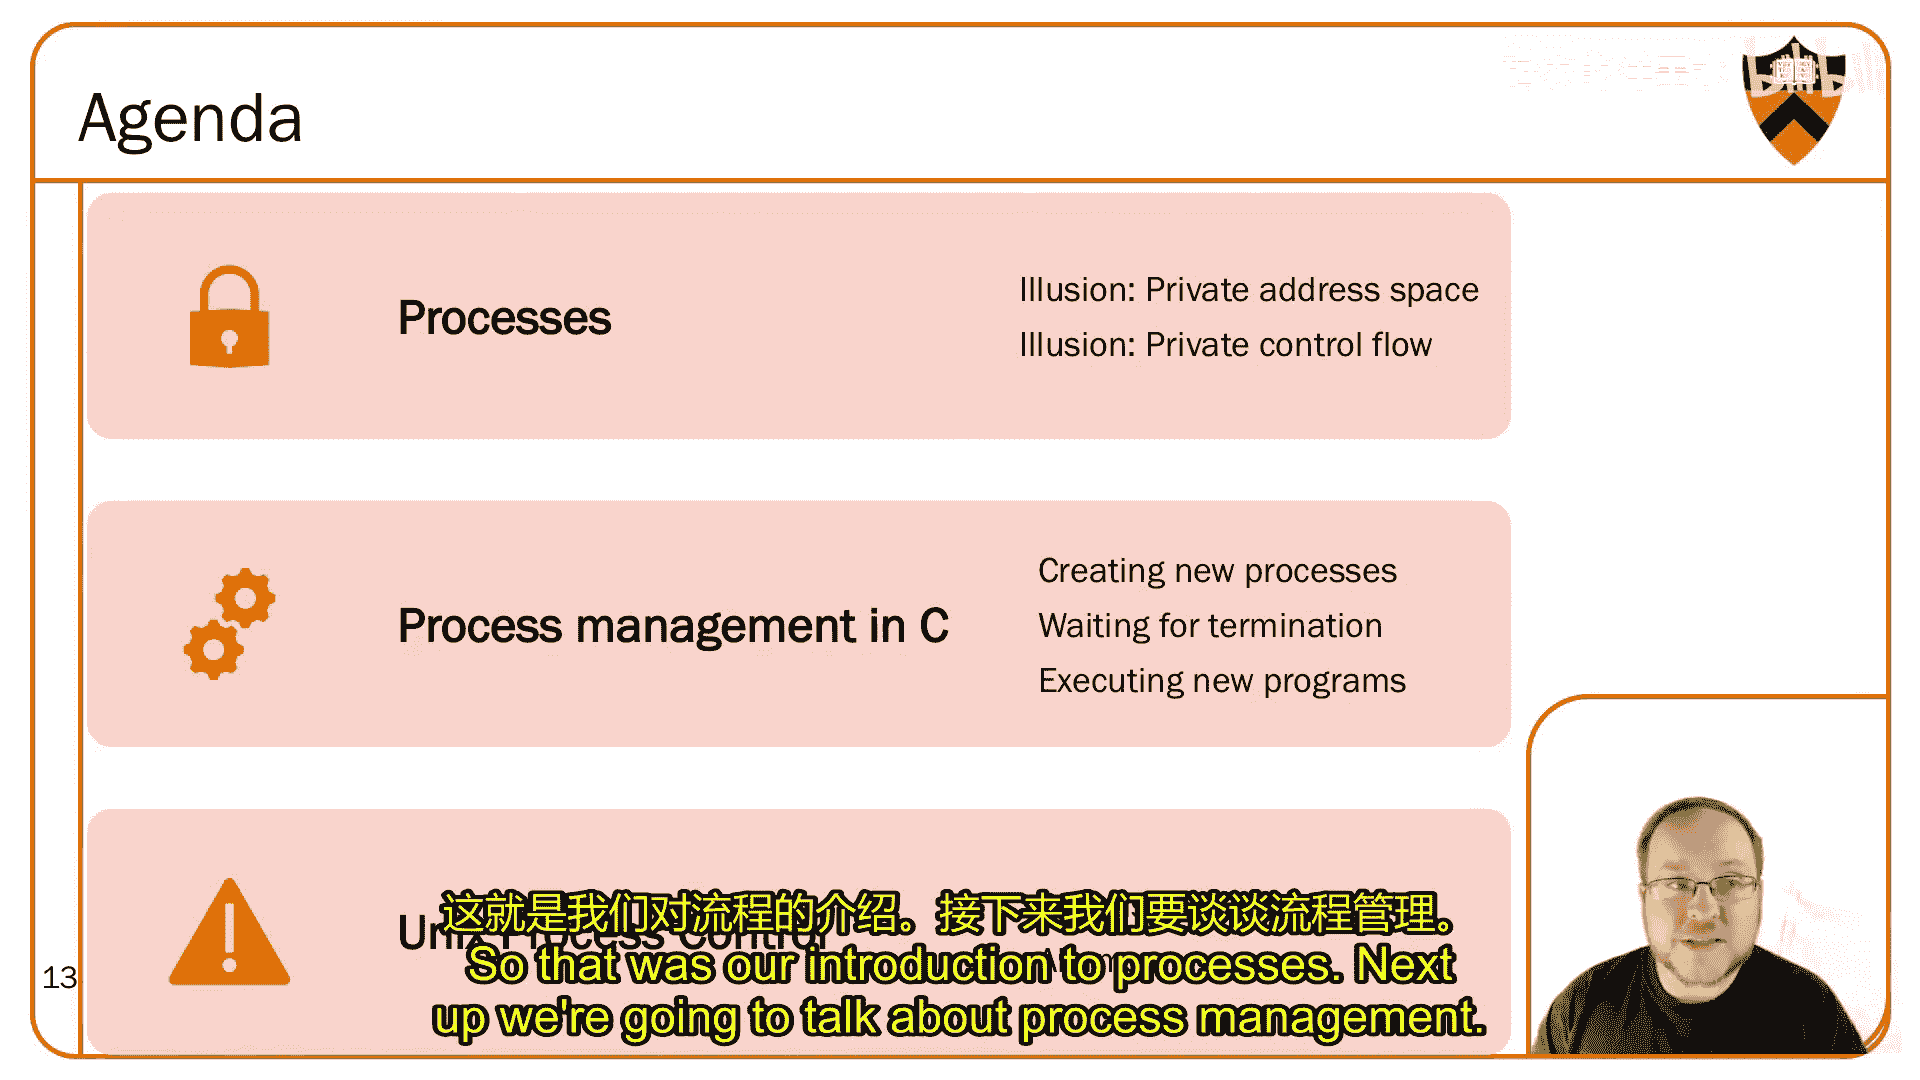 Agenda
Processes
Illusion: Private address space
Illusion: Private control flow
Process management in C
Creating new processes
Waiting for termination
Executing new programs
Unix Process Control
这就是我们对流程的介绍。接下来我们要谈谈流程管理。
So that was our introduction to processes. Next
up we're going to talk about process management.
13